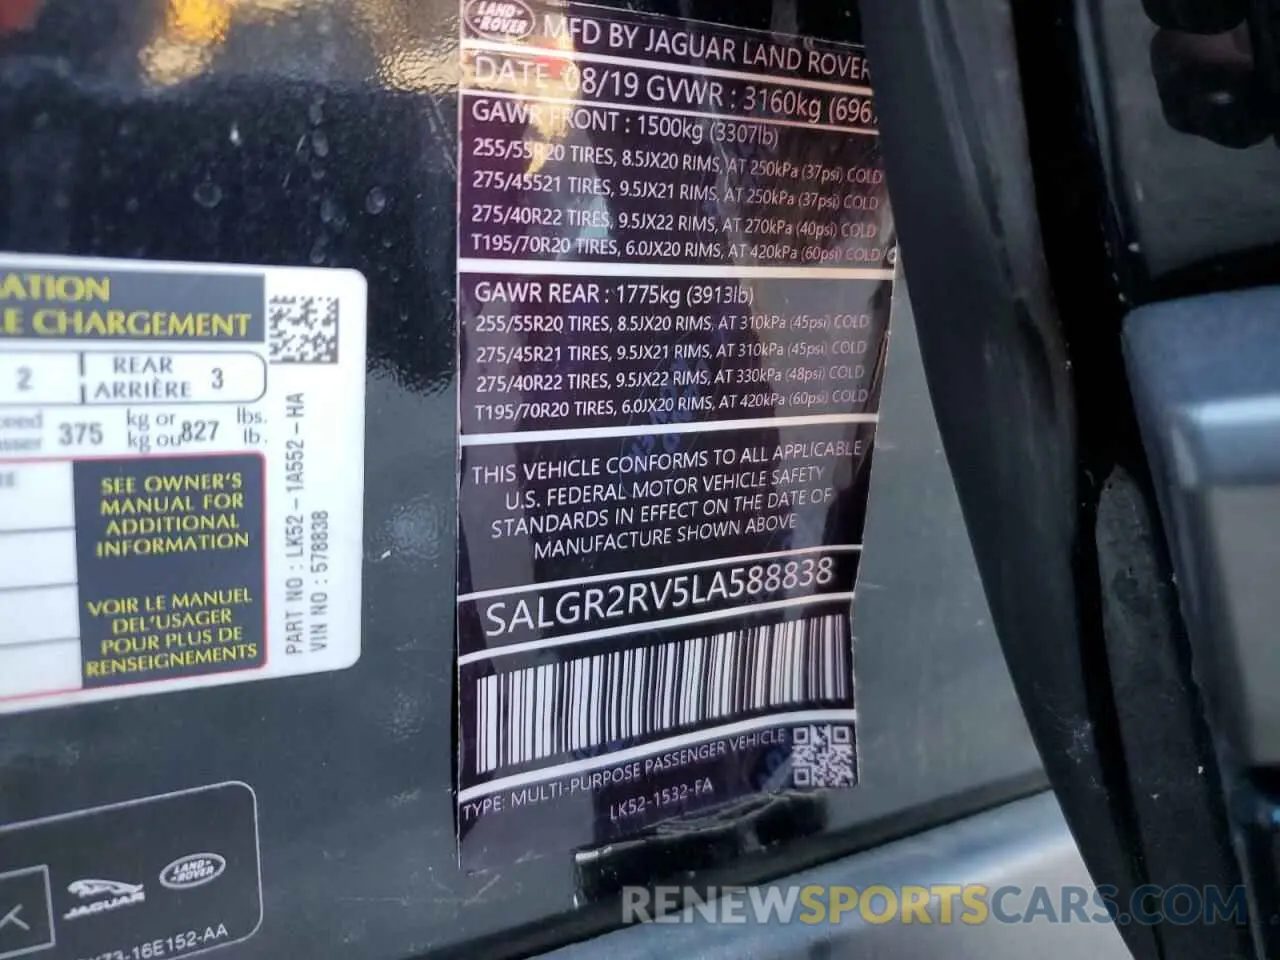 LAND-
-ROVER
MFD BY JAGUAR LAND ROVER
DATE 08/19 GVWR : 3160kg (696
GAWR FRONT : 1500kg (3307lb)
255/55R20 TIRES, 8.5JX20 RIMS, AT 250kPa (37psi) COLD
275/45S21 TIRES, 9.5JX21 RIMS, AT 250kPa (37psi) COLD
275/40R22 TIRES, 9.5JX22 RIMS, AT 270kPa (40psi) COLD
T195/70R20 TIRES, 6.0JX20 RIMS, AT 420kPa (60psi) COLD
GAWR REAR : 1775kg (3913lb)
255/55R20 TIRES, 8.5JX20 RIMS, AT 310kPa (45psi) COLD
275/45R21 TIRES, 9.5JX21 RIMS, AT 310kPa (45psi) COLD
275/40R22 TIRES, 9.5JX22 RIMS, AT 330kPa (48psi) COLD
T195/70R20 TIRES, 6.0JX20 RIMS, AT 420kPa (60psi) COLD
THIS VEHICLE CONFORMS TO ALL APPLICABLE
U.S. FEDERAL MOTOR VEHICLE SAFETY
STANDARDS IN EFFECT ON THE DATE OF
MANUFACTURE SHOWN ABOVE
SALGR2RV5LA588838
TYPE: MULTI-PURPOSE PASSENGER VEHICLE
LK52-1532-FA
ATION
LE CHARGEMENT
2 REAR
ARRIÈRE 3
375 kg or 827 lbs.
kg ou lb.
SEE OWNER'S
MANUAL FOR
ADDITIONAL
INFORMATION
VOIR LE MANUEL
DEL'USAGER
POUR PLUS DE
RENSEIGNEMENTS
PART NO : LK52-1A552-HA
VIN NO : 578838
JAGUAR
LAND-
-ROVER
73-16E152-AA
RENEWSPORTSCARS.COM